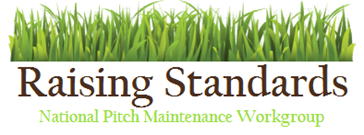 Raising Standards
National Pitch Maintenance Workgroup